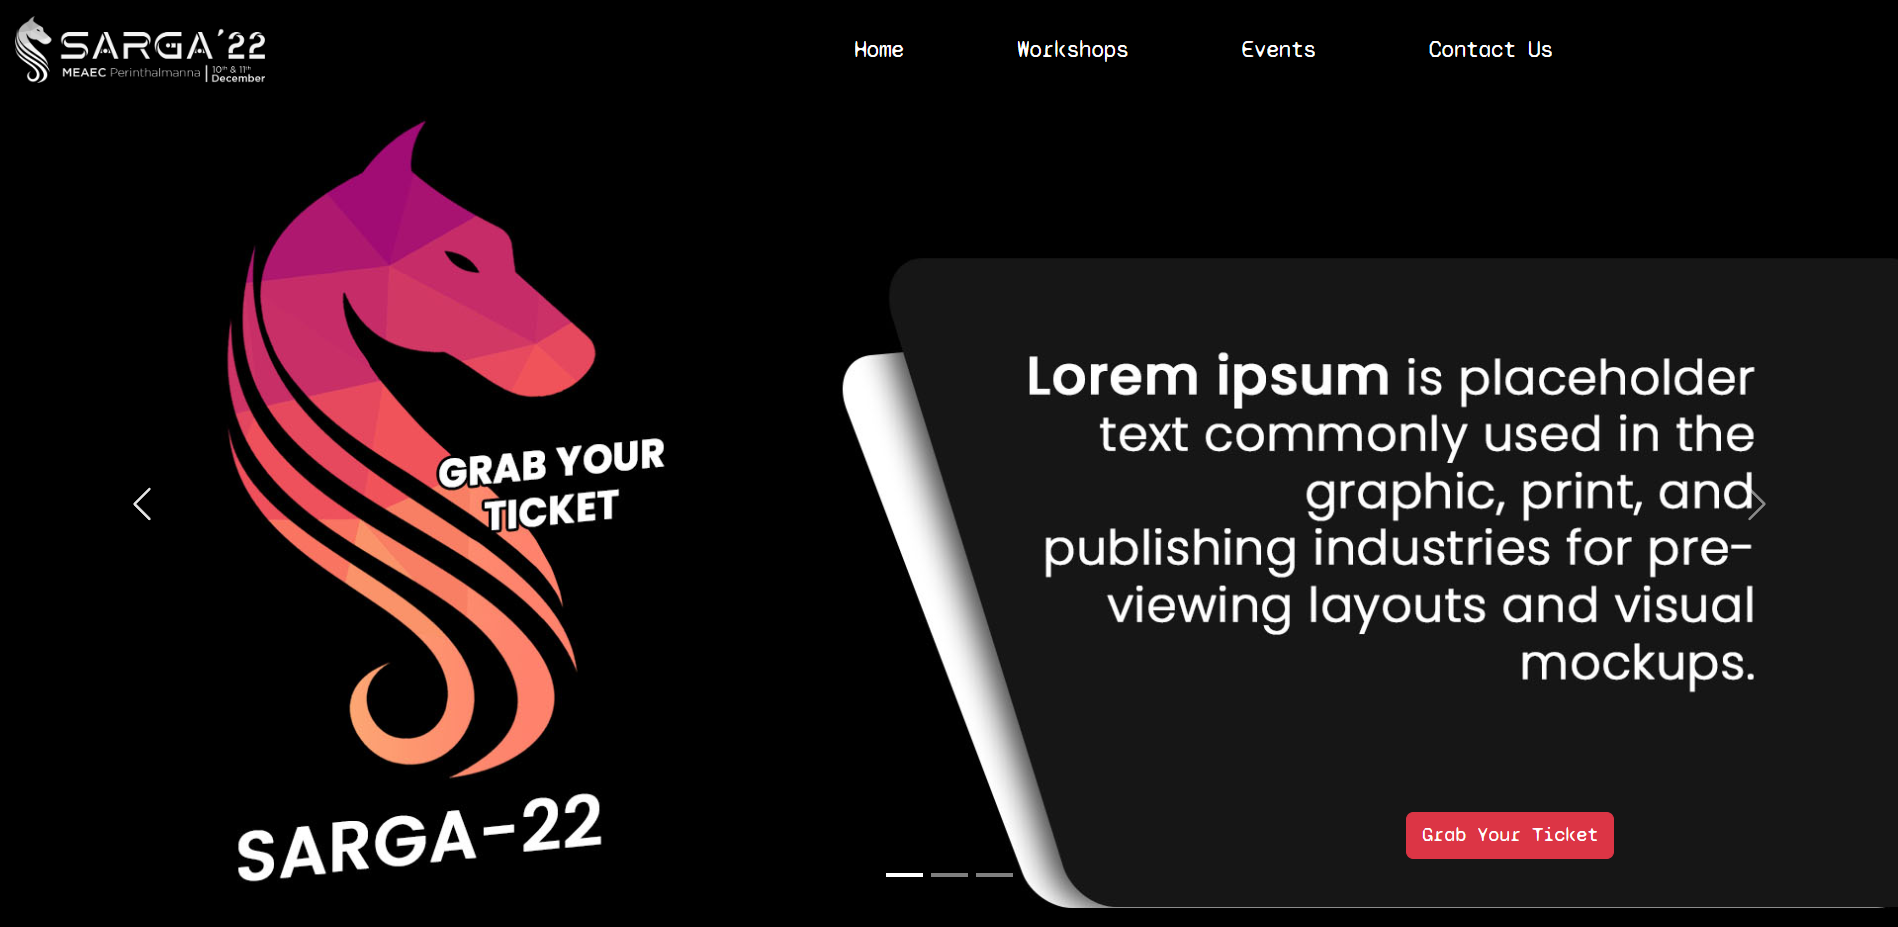 SARGA'22
MEAEC Perinthalmanna | 10th & 11th December
Home
Workshops
Events
Contact Us
GRAB YOUR
TICKET
SARGA-22
Lorem ipsum is placeholder
text commonly used in the
graphic, print, and
publishing industries for pre-
viewing layouts and visual
mockups.
Grab Your Ticket